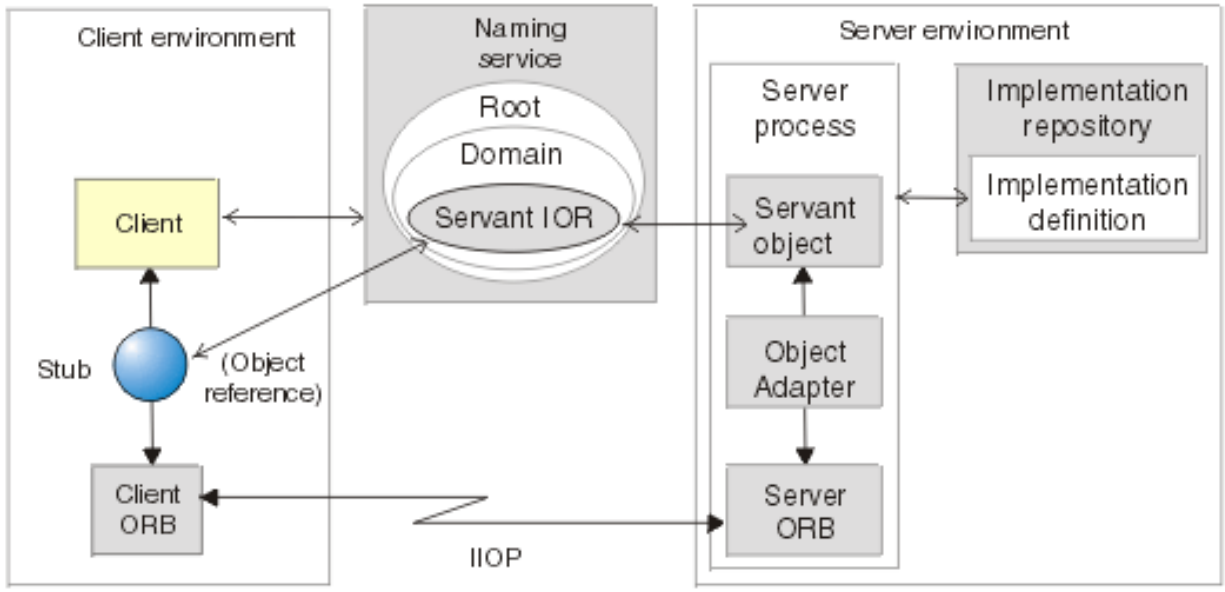 Client environment
Naming
service
Root
Domain
Servant IOR
Client
Stub
(Object
reference)
Client
ORB
IIOP
Server environment
Server
process
Servant
object
Object
Adapter
Server
ORB
Implementation
repository
Implementation
definition